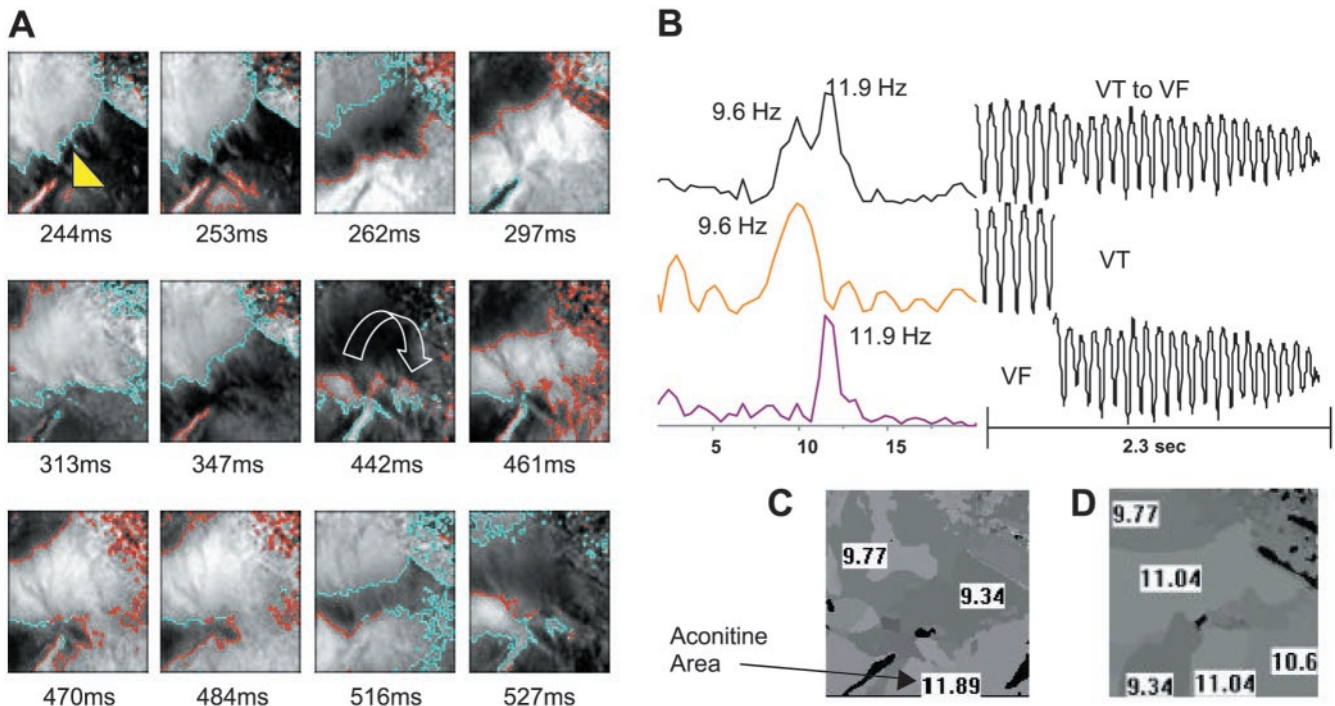 A
244ms
253ms
262ms
297ms
313ms
347ms
442ms
461ms
470ms
484ms
516ms
527ms
B
9.6 Hz
11.9 Hz
VT to VF
9.6 Hz
VT
11.9 Hz
VF
5
10
15
2.3 sec
C
9.77
9.34
11.89
Aconitine
Area
D
9.77
11.04
10.6
9.34
11.04